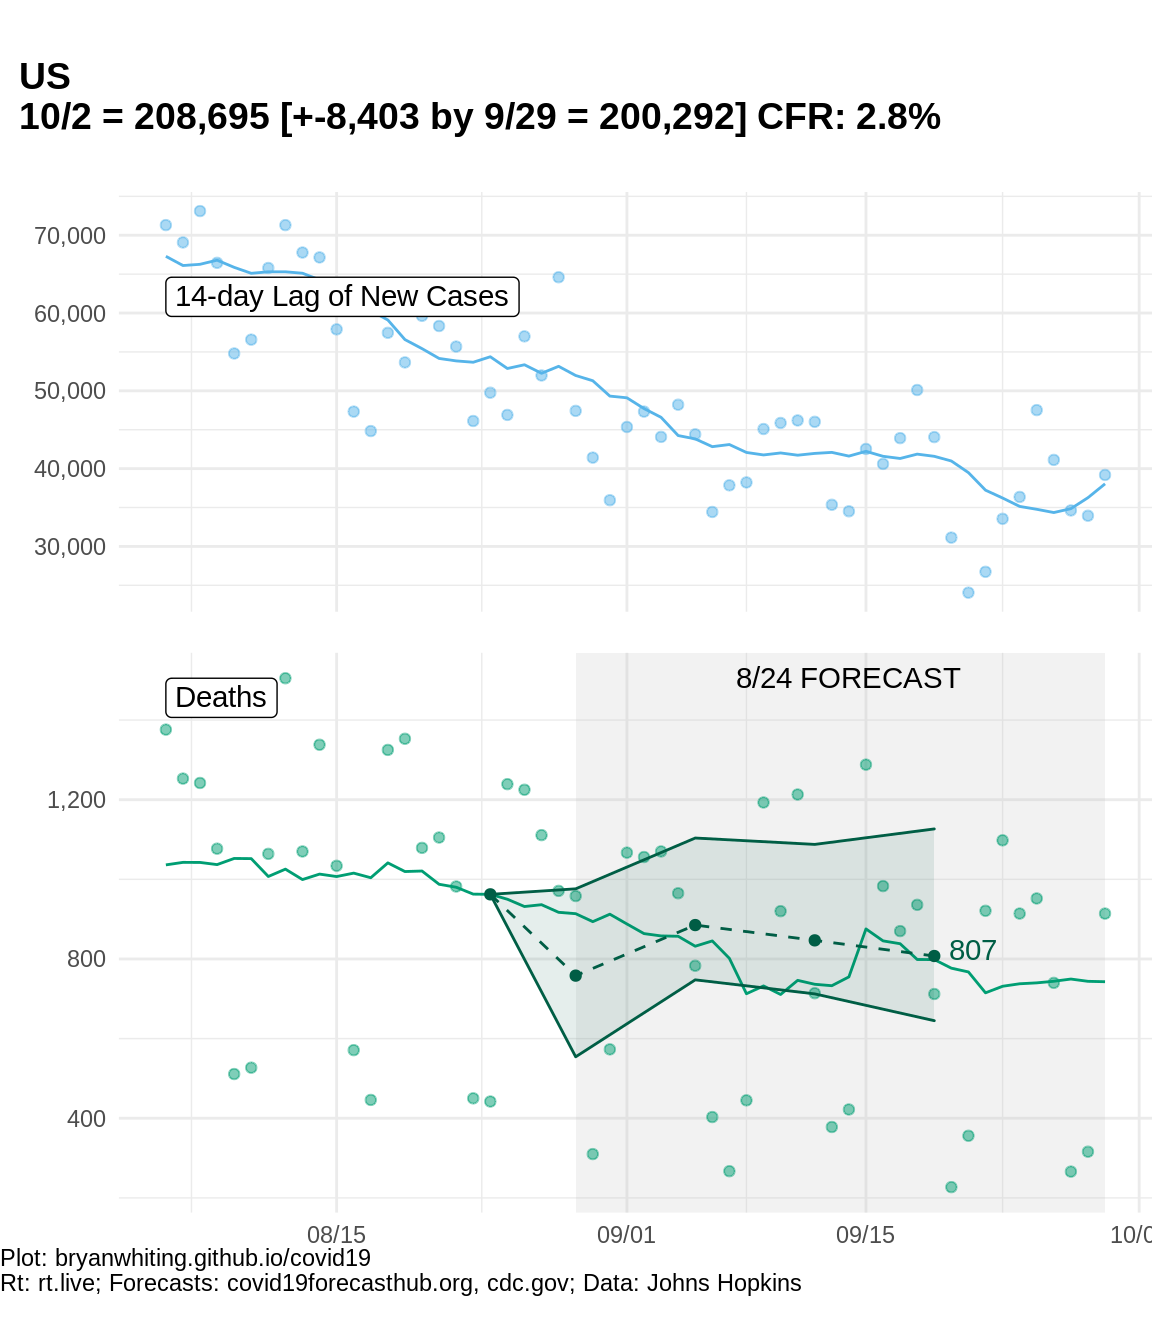 US
10/2 = 208,695 [+-8,403 by 9/29 = 200,292] CFR: 2.8%
70,000
14-day Lag of New Cases
60,000
50,000
40,000
30,000
8/24 FORECAST
Deaths
1,200
807
800
400
08/15 09/01 09/15 10/0
Plot: bryanwhiting.github.io/covid19
Rt: rt.live; Forecasts: covid19forecasthub.org, cdc.gov; Data: Johns Hopkins